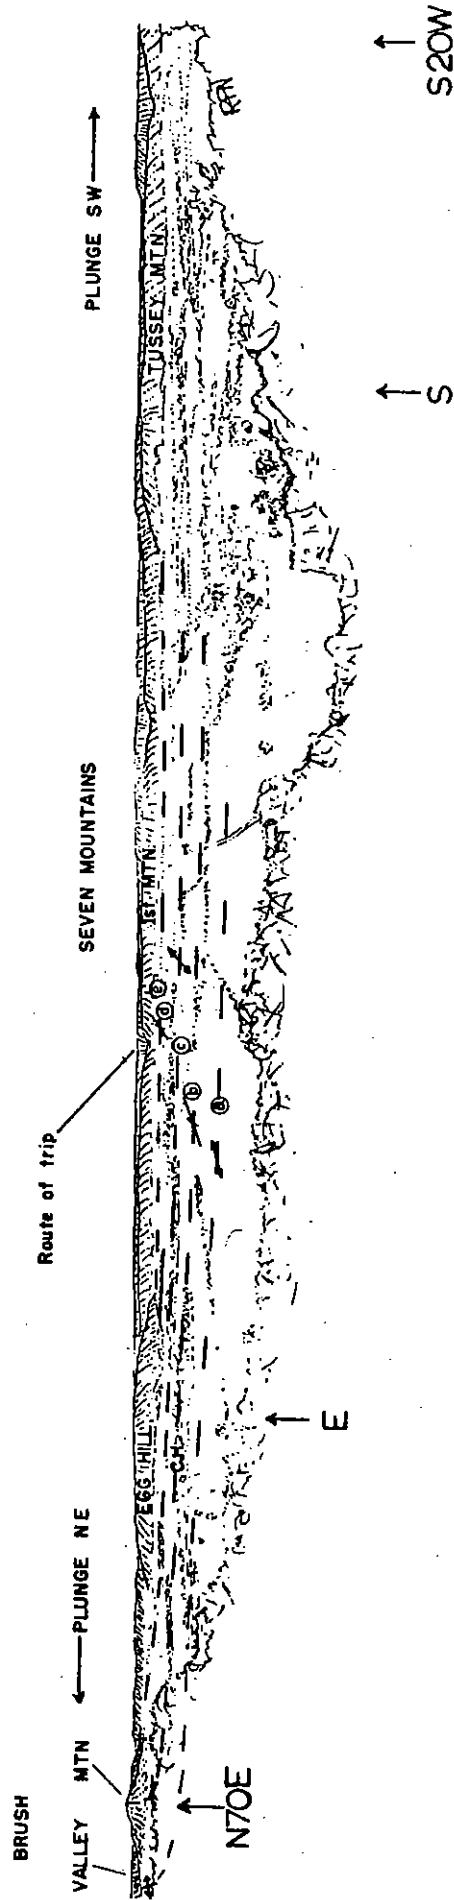 BRUSH
VALLEY MTN
PLUNGE NE
Route of trip
SEVEN MOUNTAINS
PLUNGE SW
EGG HILL
1st MTN
TUSSEY MTN
C.H.
e
d
c
b
a
N70E
E
S
S20W